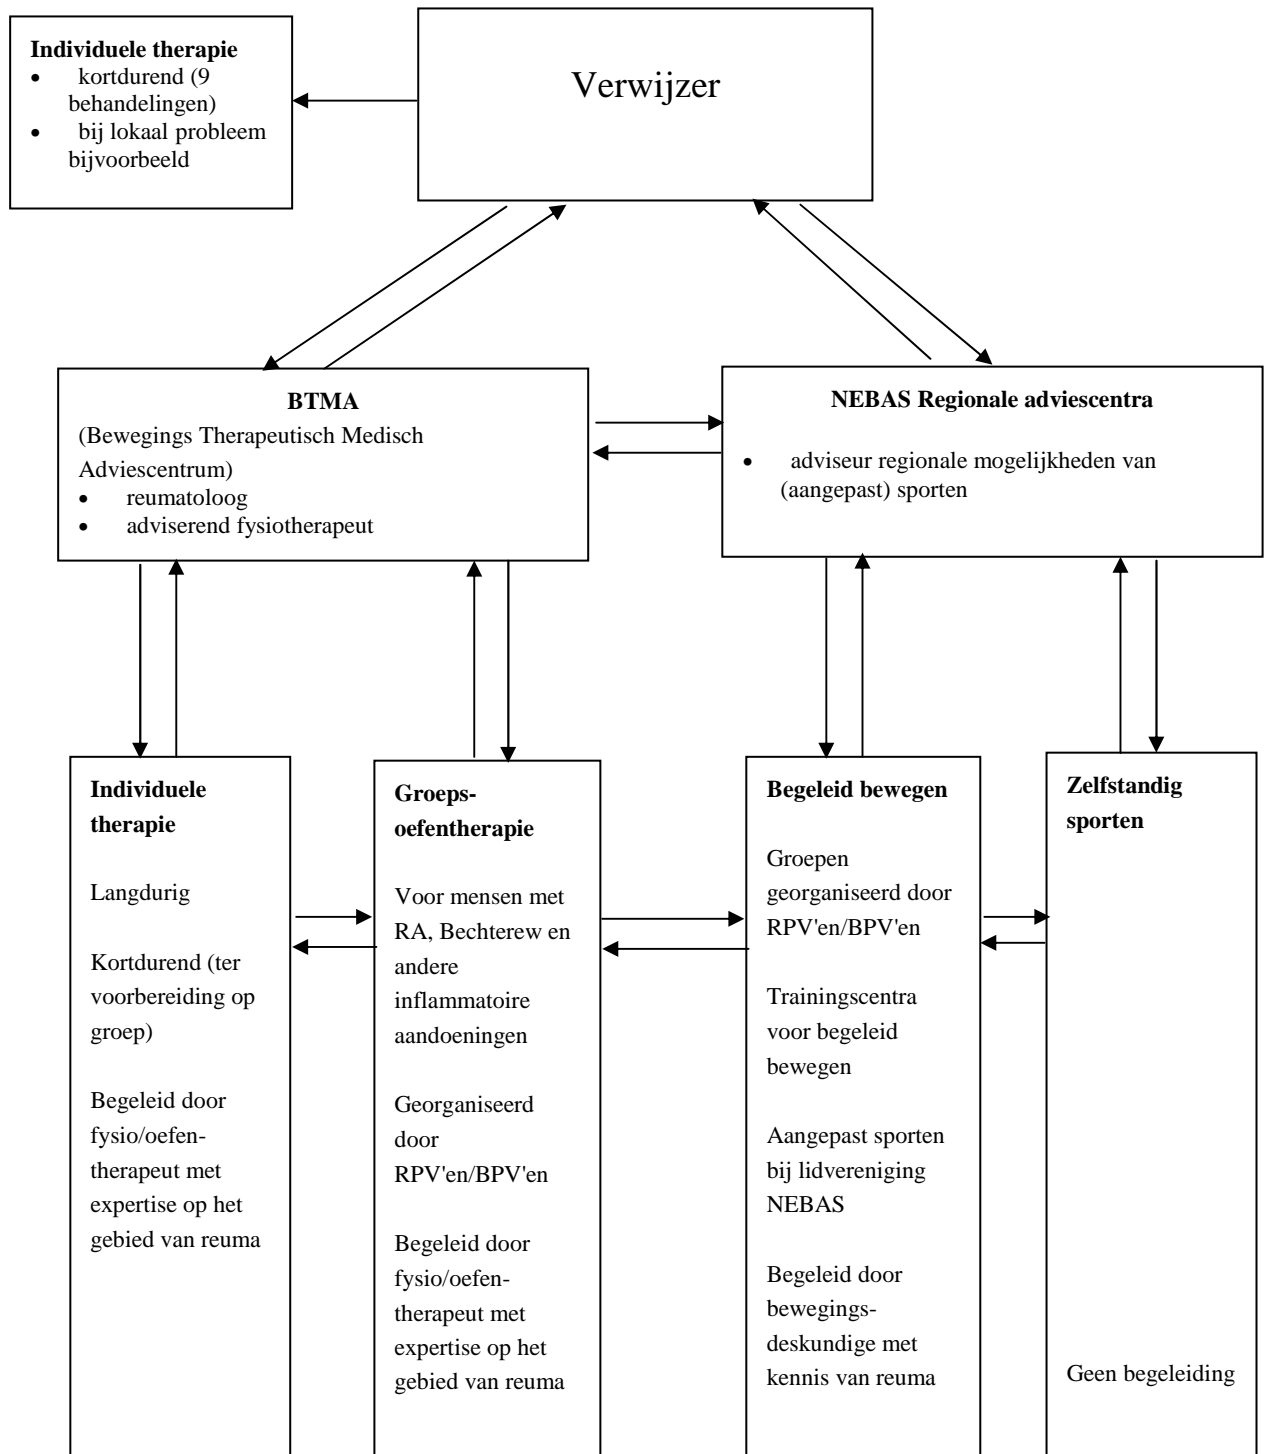 Individuele therapie
• kortdurend (9
behandelingen)
• bij lokaal probleem
bijvoorbeeld
Verwijzer
BTMA
(Bewegings Therapeutisch Medisch
Adviescentrum)
• reumatoloog
• adviserend fysiotherapeut
NEBAS Regionale adviescentra
• adviseur regionale mogelijkheden van
(aangepast) sporten
Individuele
therapie
Langdurig
Kortdurend (ter
voorbereiding op
groep)
Begeleid door
fysio/oefen-
therapeut met
expertise op het
gebied van reuma
Groeps-
oefentherapie
Voor mensen met
RA, Bechterew en
andere
inflammatoire
aandoeningen
Georganiseerd
door
RPV'en/BPV'en
Begeleid door
fysio/oefen-
therapeut met
expertise op het
gebied van reuma
Begeleid bewegen
Groepen
georganiseerd door
RPV'en/BPV'en
Trainingscentra
voor begeleid
bewegen
Aangepast sporten
bij lidvereniging
NEBAS
Begeleid door
bewegings-
deskundige met
kennis van reuma
Zelfstandig
sporten
Geen begeleiding